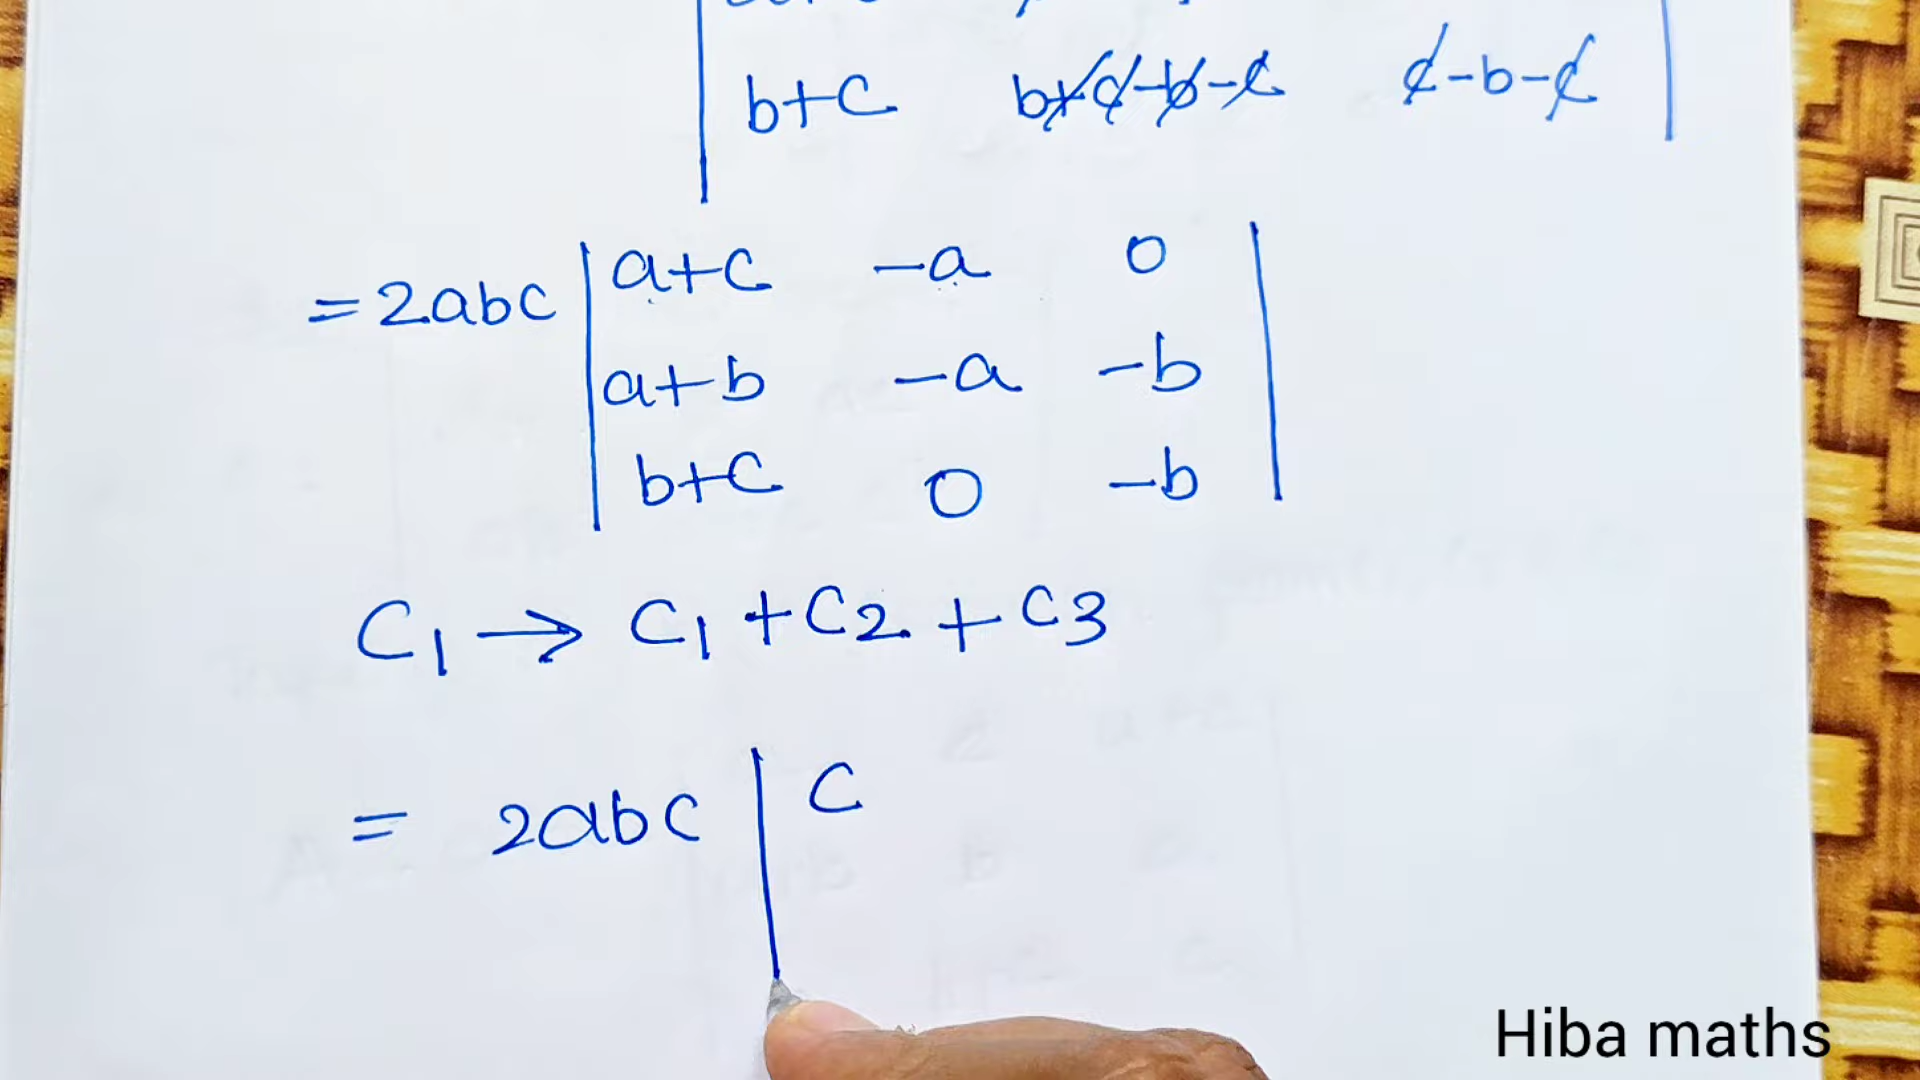 b+c b+c-b-c c-b-c
=2abc | a+c -a 0 |
| a+b -a -b |
| b+c 0 -b |
C1 → C1 + C2 + C3
= 2abc | c
Hiba maths